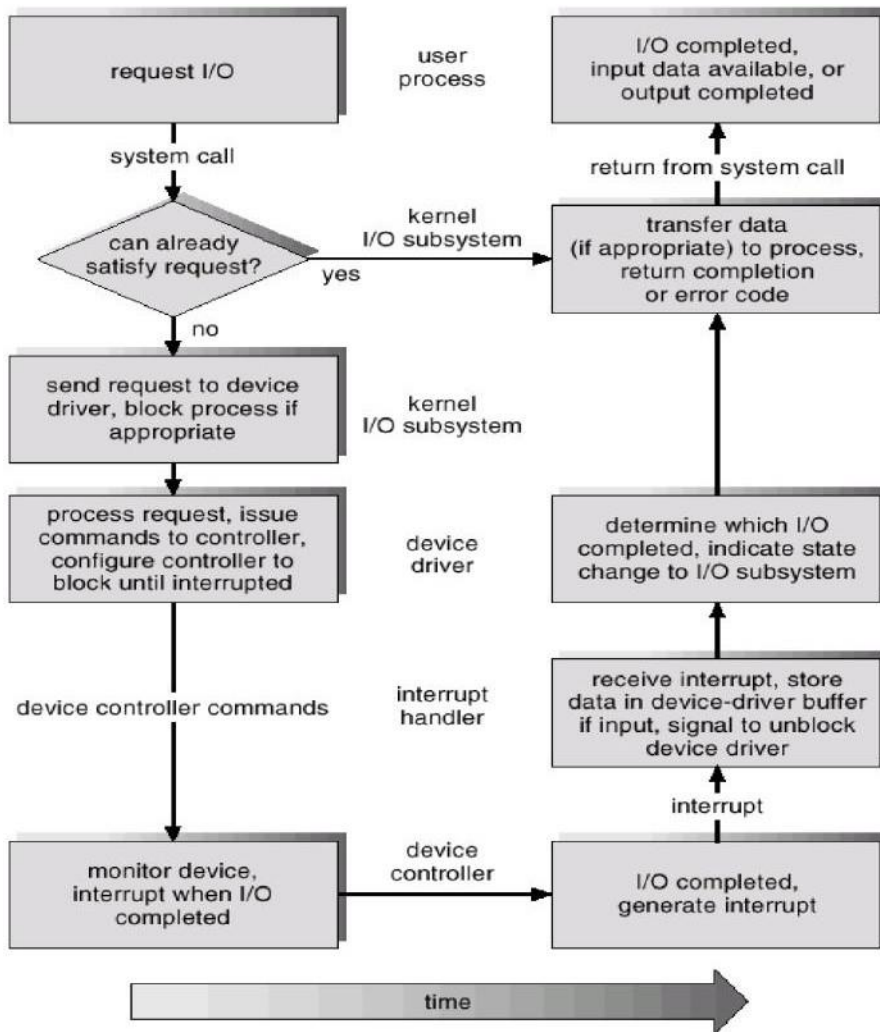 request I/O
user
process
I/O completed,
input data available, or
output completed
system call
return from system call
can already
satisfy request?
kernel
I/O subsystem
yes
transfer data
(if appropriate) to process,
return completion
or error code
no
send request to device
driver, block process if
appropriate
kernel
I/O subsystem
process request, issue
commands to controller,
configure controller to
block until interrupted
device
driver
determine which I/O
completed, indicate state
change to I/O subsystem
device controller commands
interrupt
handler
receive interrupt, store
data in device-driver buffer
if input, signal to unblock
device driver
interrupt
monitor device,
interrupt when I/O
completed
device
controller
I/O completed,
generate interrupt
time